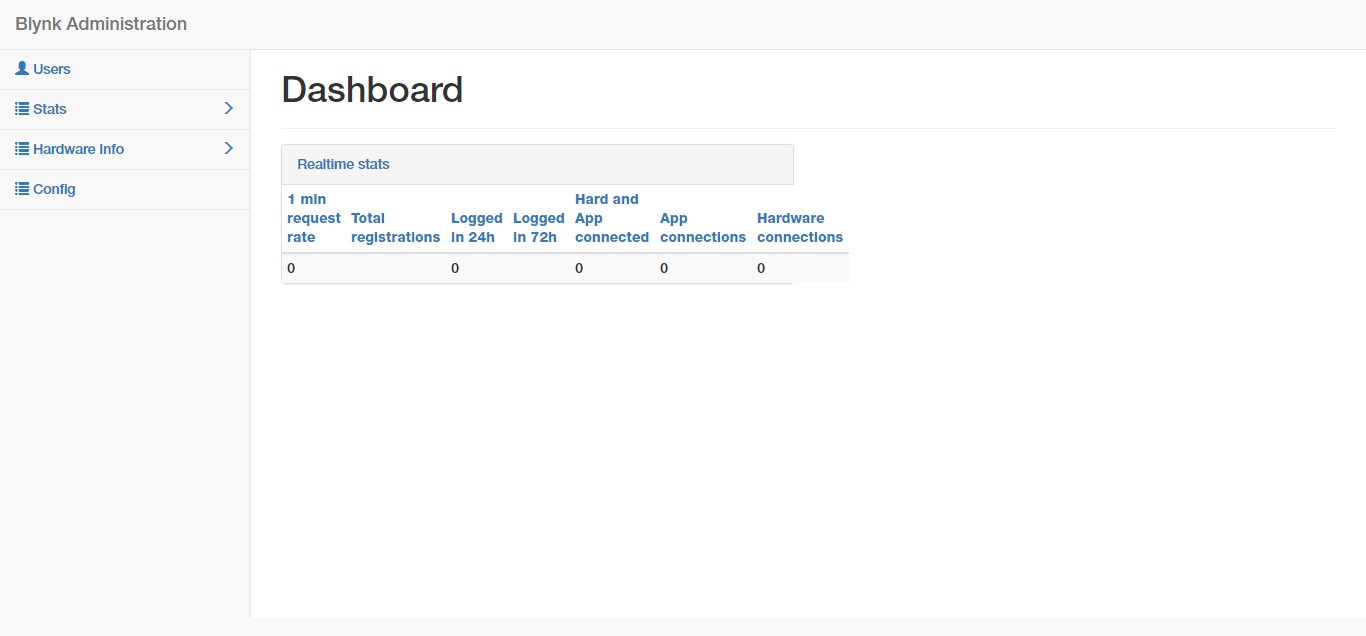 Blynk Administration
Users
Stats
Hardware Info
Config
Dashboard
Realtime stats
1 min request rate
Total registrations
Logged in 24h
Logged in 72h
Hard and App connected
App connections
Hardware connections
0 0 0 0 0